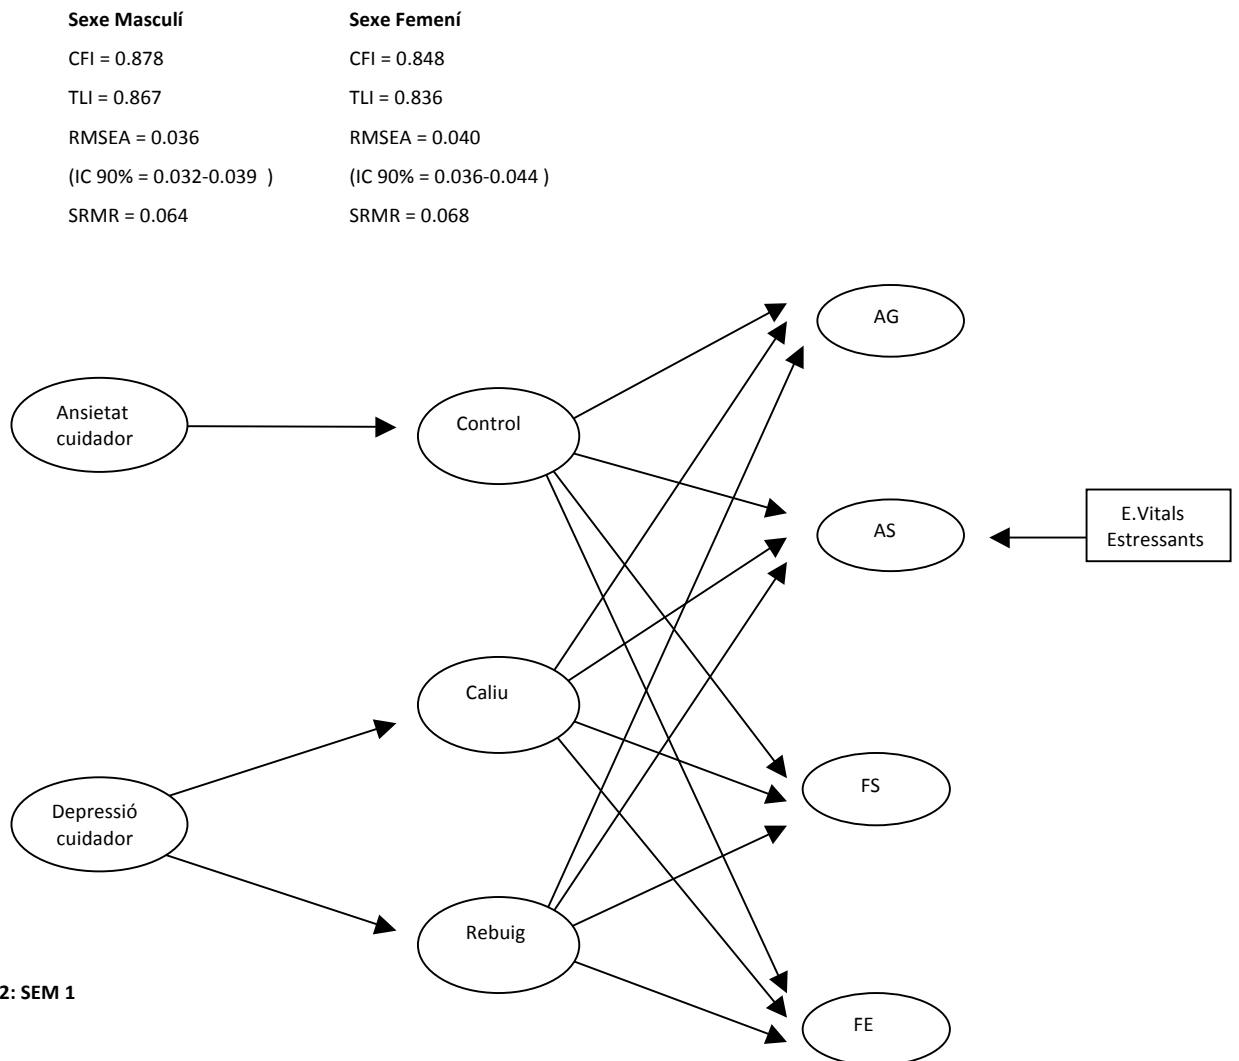 Sexe Masculí
CFI = 0.878
TLI = 0.867
RMSEA = 0.036
(IC 90% = 0.032-0.039 )
SRMR = 0.064
Sexe Femení
CFI = 0.848
TLI = 0.836
RMSEA = 0.040
(IC 90% = 0.036-0.044 )
SRMR = 0.068
Ansietat
cuidador
Depressió
cuidador
Control
Caliu
Rebuig
AG
AS
FS
FE
E.Vitals
Estressants
2: SEM 1